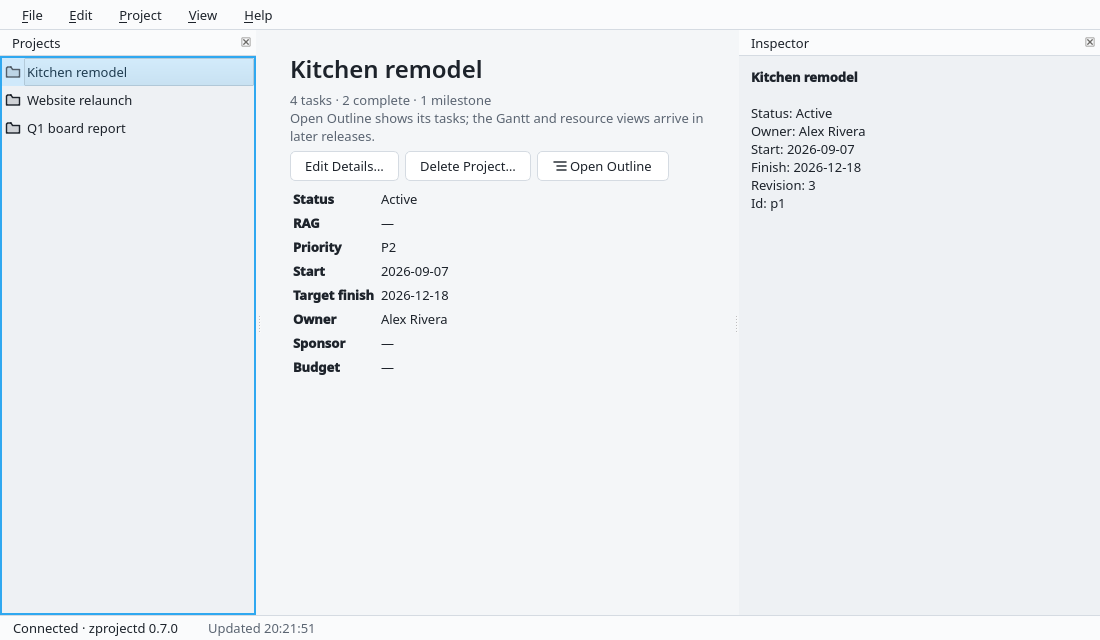 File Edit Project View Help
Projects
Kitchen remodel
Website relaunch
Q1 board report
Kitchen remodel
4 tasks · 2 complete · 1 milestone
Open Outline shows its tasks; the Gantt and resource views arrive in
later releases.
Edit Details... Delete Project... Open Outline
Status Active
RAG —
Priority P2
Start 2026-09-07
Target finish 2026-12-18
Owner Alex Rivera
Sponsor —
Budget —
Inspector
Kitchen remodel
Status: Active
Owner: Alex Rivera
Start: 2026-09-07
Finish: 2026-12-18
Revision: 3
Id: p1
Connected · zprojectd 0.7.0 Updated 20:21:51